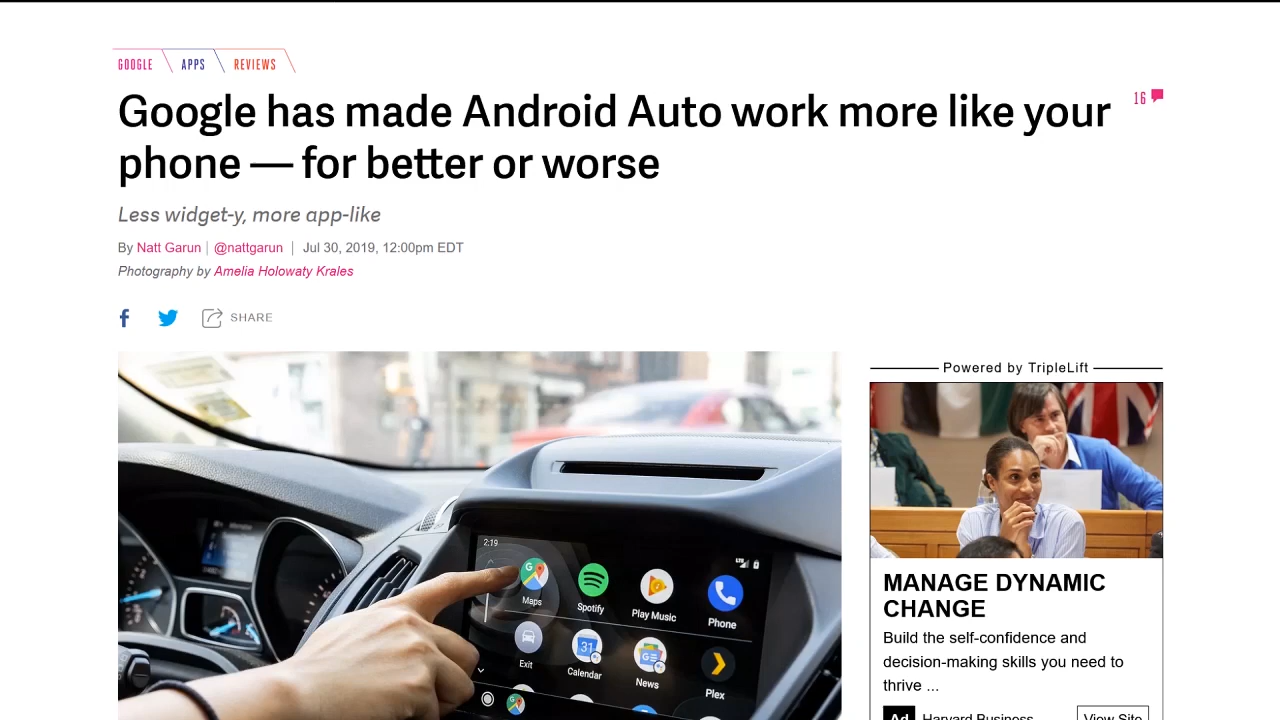 GOOGLE
APPS
REVIEWS
Google has made Android Auto work more like your
phone — for better or worse
16
Less widget-y, more app-like
By Natt Garun | @nattgarun | Jul 30, 2019, 12:00pm EDT
Photography by Amelia Holowaty Krales
SHARE
Powered by TripleLift
2:19
LTE
Maps
Spotify
Play Music
Phone
Exit
31
Calendar
News
Plex
MANAGE DYNAMIC
CHANGE
Build the self-confidence and
decision-making skills you need to
thrive ...
Ad
Harvard Business
View Site